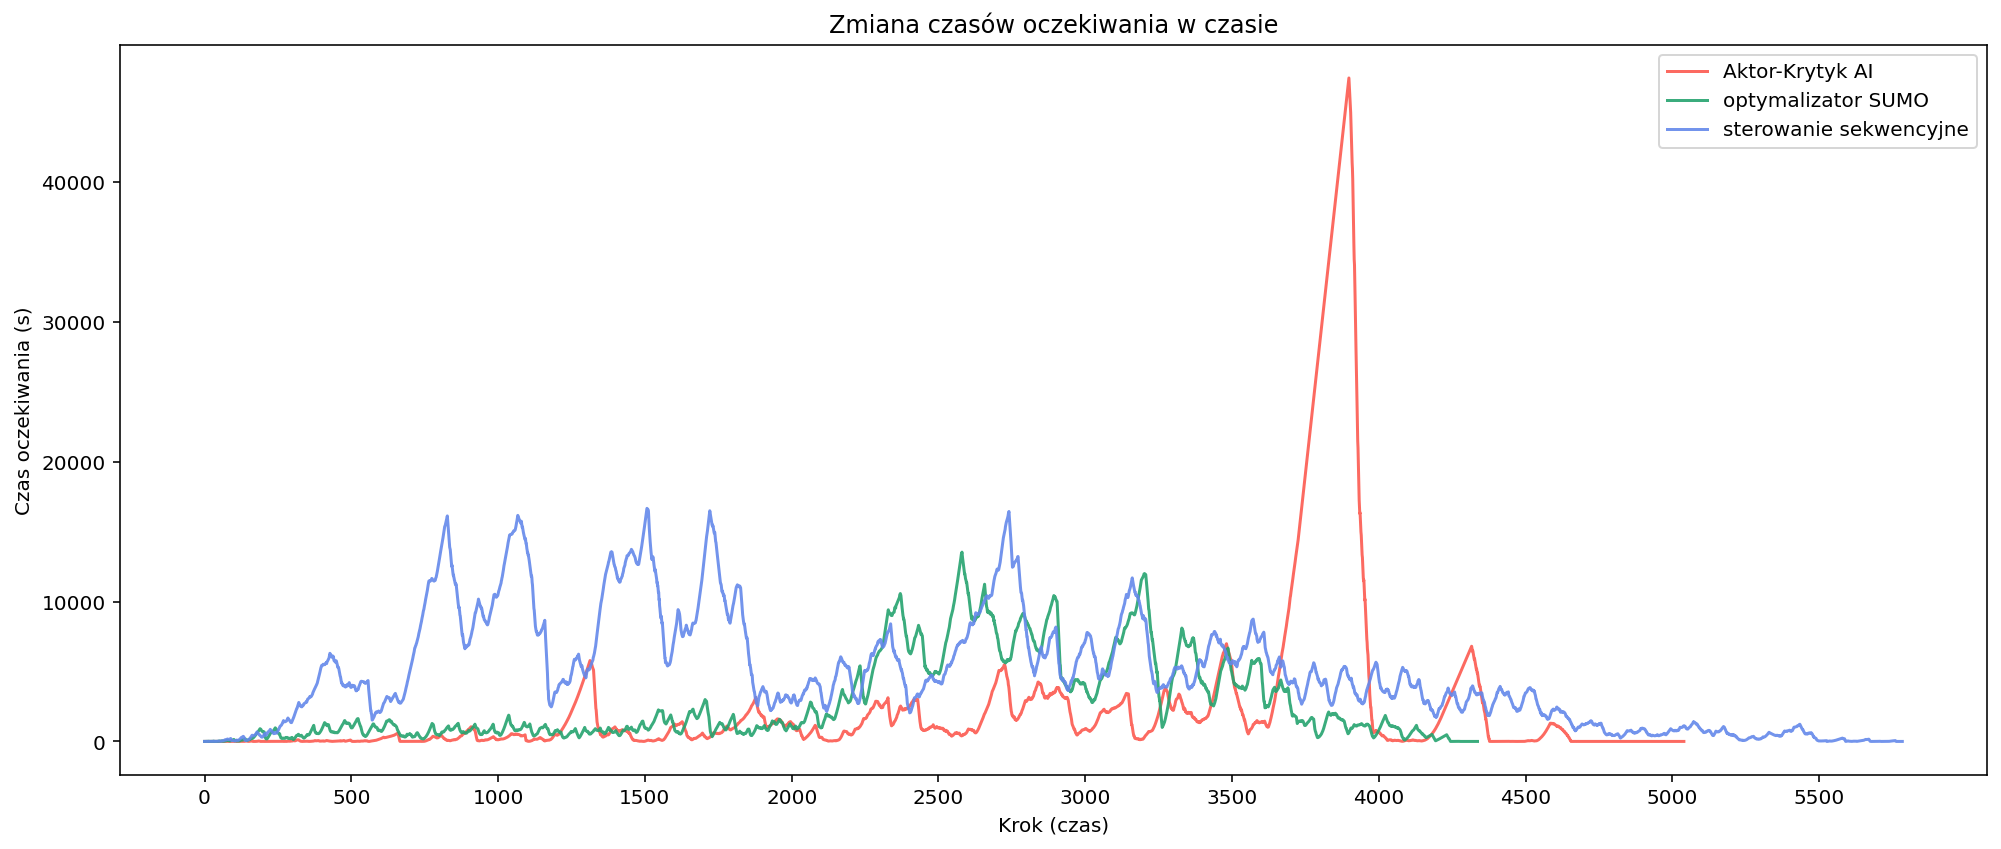 Zmiana czasów oczekiwania w czasie
Aktor-Krytyk AI
optymalizator SUMO
sterowanie sekwencyjne
Czas oczekiwania (s)
40000
30000
20000
10000
0
0 500 1000 1500 2000 2500 3000 3500 4000 4500 5000 5500
Krok (czas)